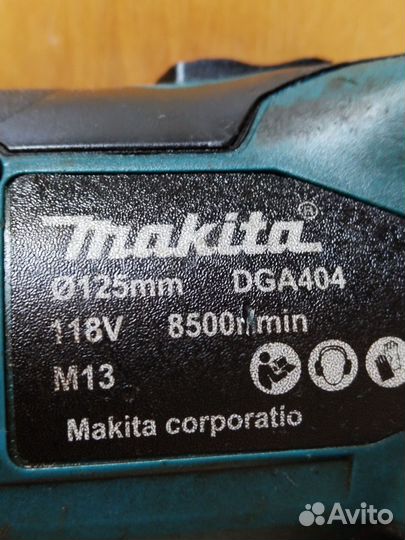 makita®
Ø125mm DGA404
118V 8500r/min
M13
Makita corporatio
Avito